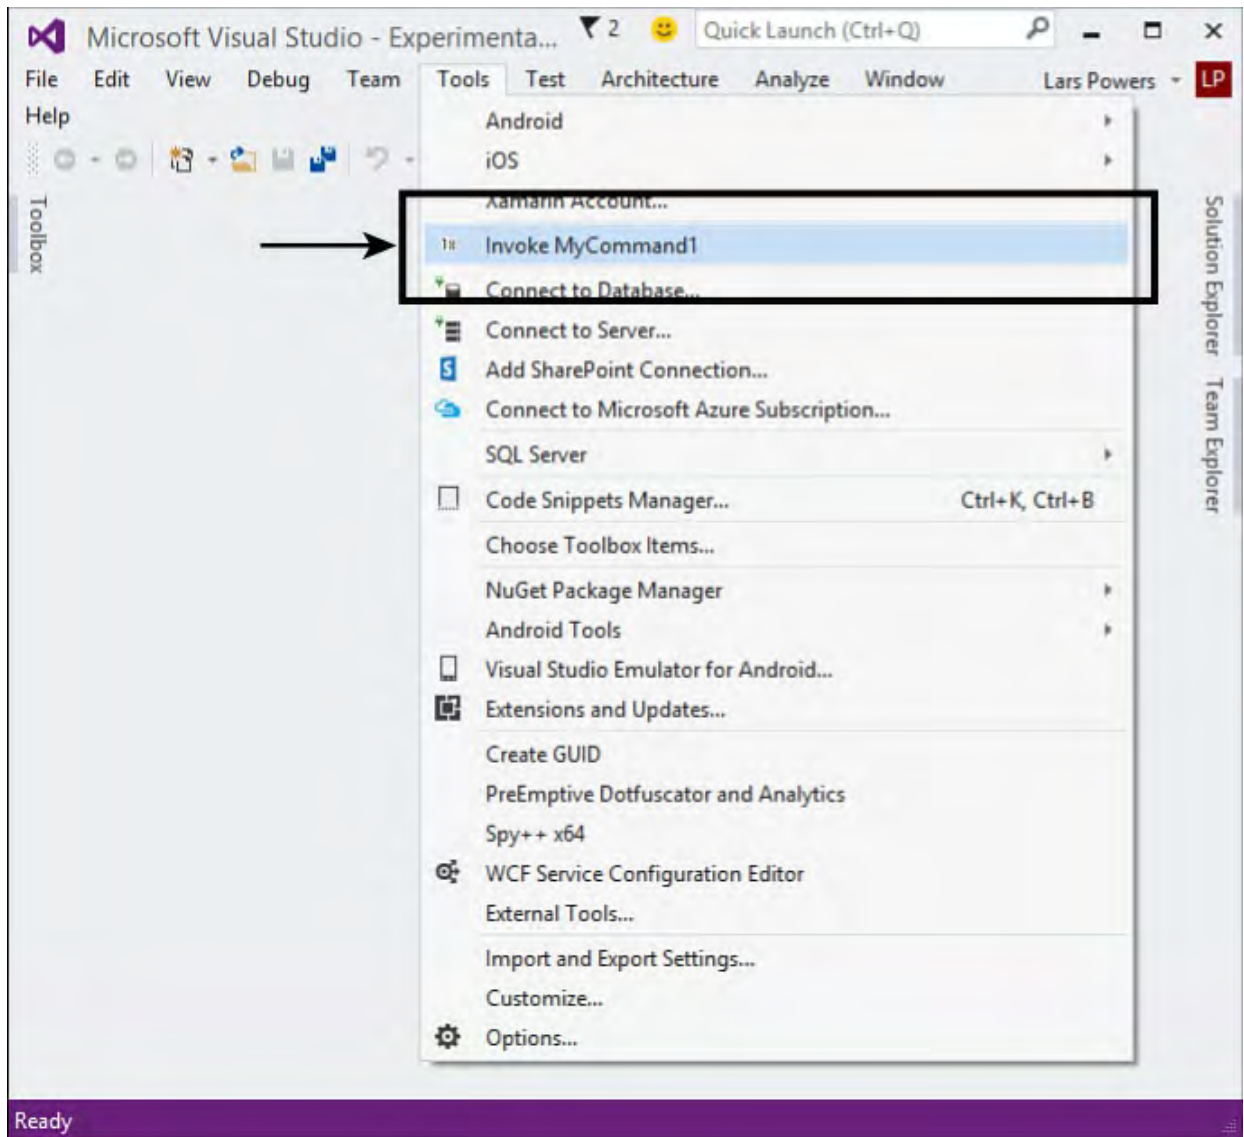 Microsoft Visual Studio - Experimenta... 2 Quick Launch (Ctrl+Q)
File Edit View Debug Team Tools Test Architecture Analyze Window Lars Powers LP
Help
Android
iOS
Xamarin Account...
Invoke MyCommand1
Connect to Database...
Connect to Server...
Add SharePoint Connection...
Connect to Microsoft Azure Subscription...
SQL Server
Code Snippets Manager... Ctrl+K, Ctrl+B
Choose Toolbox Items...
NuGet Package Manager
Android Tools
Visual Studio Emulator for Android...
Extensions and Updates...
Create GUID
PreEmptive Dotfuscator and Analytics
Spy++ x64
WCF Service Configuration Editor
External Tools...
Import and Export Settings...
Customize...
Options...
Toolbox
Solution Explorer
Team Explorer
Ready